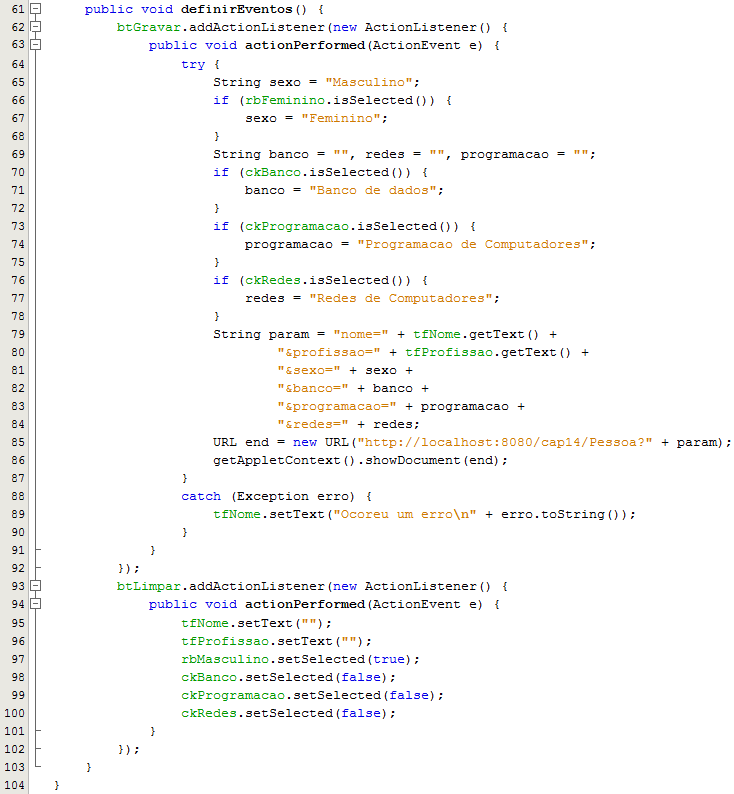 61 public void definirEventos() {
62 btGravar.addActionListener(new ActionListener() {
63 public void actionPerformed(ActionEvent e) {
64 try {
65 String sexo = "Masculino";
66 if (rbFeminino.isSelected()) {
67 sexo = "Feminino";
68 }
69 String banco = "", redes = "", programacao = "";
70 if (ckBanco.isSelected()) {
71 banco = "Banco de dados";
72 }
73 if (ckProgramacao.isSelected()) {
74 programacao = "Programacao de Computadores";
75 }
76 if (ckRedes.isSelected()) {
77 redes = "Redes de Computadores";
78 }
79 String param = "nome=" + tfNome.getText() +
80 "&profissao=" + tfProfissao.getText() +
81 "&sexo=" + sexo +
82 "&banco=" + banco +
83 "&programacao=" + programacao +
84 "&redes=" + redes;
85 URL end = new URL("http://localhost:8080/cap14/Pessoa?" + param);
86 getAppletContext().showDocument(end);
87 }
88 catch (Exception erro) {
89 tfNome.setText("Ocoreu um erro\n" + erro.toString());
90 }
91 }
92 });
93 btLimpar.addActionListener(new ActionListener() {
94 public void actionPerformed(ActionEvent e) {
95 tfNome.setText("");
96 tfProfissao.setText("");
97 rbMasculino.setSelected(true);
98 ckBanco.setSelected(false);
99 ckProgramacao.setSelected(false);
100 ckRedes.setSelected(false);
101 }
102 });
103 }
104 }